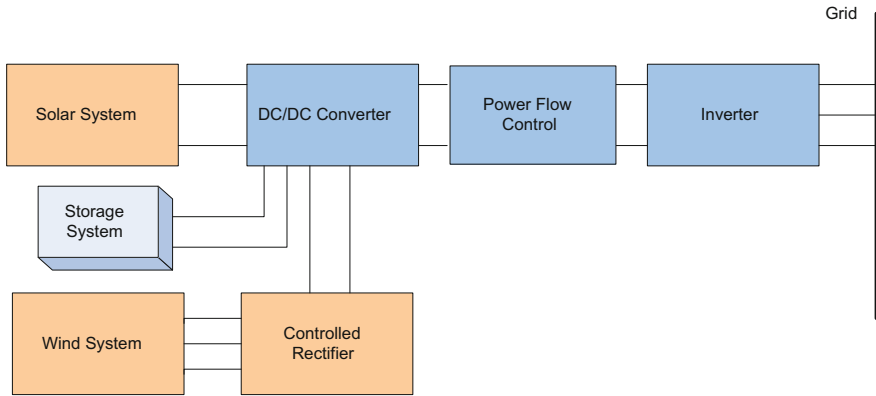 Grid
Solar System
DC/DC Converter
Power Flow
Control
Inverter
Storage
System
Wind System
Controlled
Rectifier